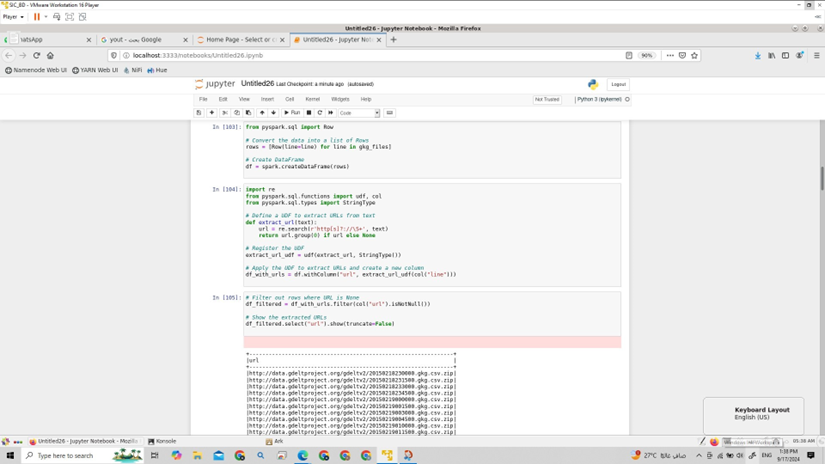 SIC_BD - VMware Workstation 16 Player
Player
Untitled26 - Jupyter Notebook - Mozilla Firefox
atsApp
yout - بحث Google
Home Page - Select or c
Untitled26 - Jupyter Not
localhost:3333/notebooks/Untitled26.ipynb
90%
Namenode Web UI YARN Web UI NiFi Hue
jupyter Untitled26 Last Checkpoint: a minute ago (autosaved)
Logout
File Edit View Insert Cell Kernel Widgets Help
Not Trusted
Python 3 (ipykernel)
Run
Code
In [103]:
from pyspark.sql import Row
# Convert the data into a list of Rows
rows = [Row(line=line) for line in gkg_files]
# Create DataFrame
df = spark.createDataFrame(rows)
In [104]:
import re
from pyspark.sql.functions import udf, col
from pyspark.sql.types import StringType
# Define a UDF to extract URLs from text
def extract_url(text):
url = re.search(r'http[s]?://\S+', text)
return url.group(0) if url else None
# Register the UDF
extract_url_udf = udf(extract_url, StringType())
# Apply the UDF to extract URLs and create a new column
df_with_urls = df.withColumn("url", extract_url_udf(col("line")))
In [105]:
# Filter out rows where URL is None
df_filtered = df_with_urls.filter(col("url").isNotNull())
# Show the extracted URLs
df_filtered.select("url").show(truncate=False)
|url |
|http://data.gdeltproject.org/gdeltv2/20150218230000.gkg.csv.zip|
|http://data.gdeltproject.org/gdeltv2/20150218231500.gkg.csv.zip|
|http://data.gdeltproject.org/gdeltv2/20150218233000.gkg.csv.zip|
|http://data.gdeltproject.org/gdeltv2/20150218234500.gkg.csv.zip|
|http://data.gdeltproject.org/gdeltv2/20150219000000.gkg.csv.zip|
|http://data.gdeltproject.org/gdeltv2/20150219001500.gkg.csv.zip|
|http://data.gdeltproject.org/gdeltv2/20150219003000.gkg.csv.zip|
|http://data.gdeltproject.org/gdeltv2/20150219004500.gkg.csv.zip|
|http://data.gdeltproject.org/gdeltv2/20150219010000.gkg.csv.zip|
|http://data.gdeltproject.org/gdeltv2/20150219011500.gkg.csv.zip|
Keyboard Layout
English (US)
Untitled26 - Jupyter Notebook - Mozill
Konsole
Ark
05:38 AM
Type here to search
27°C صافي غالبًا
ENG
1:38 PM
9/17/2024